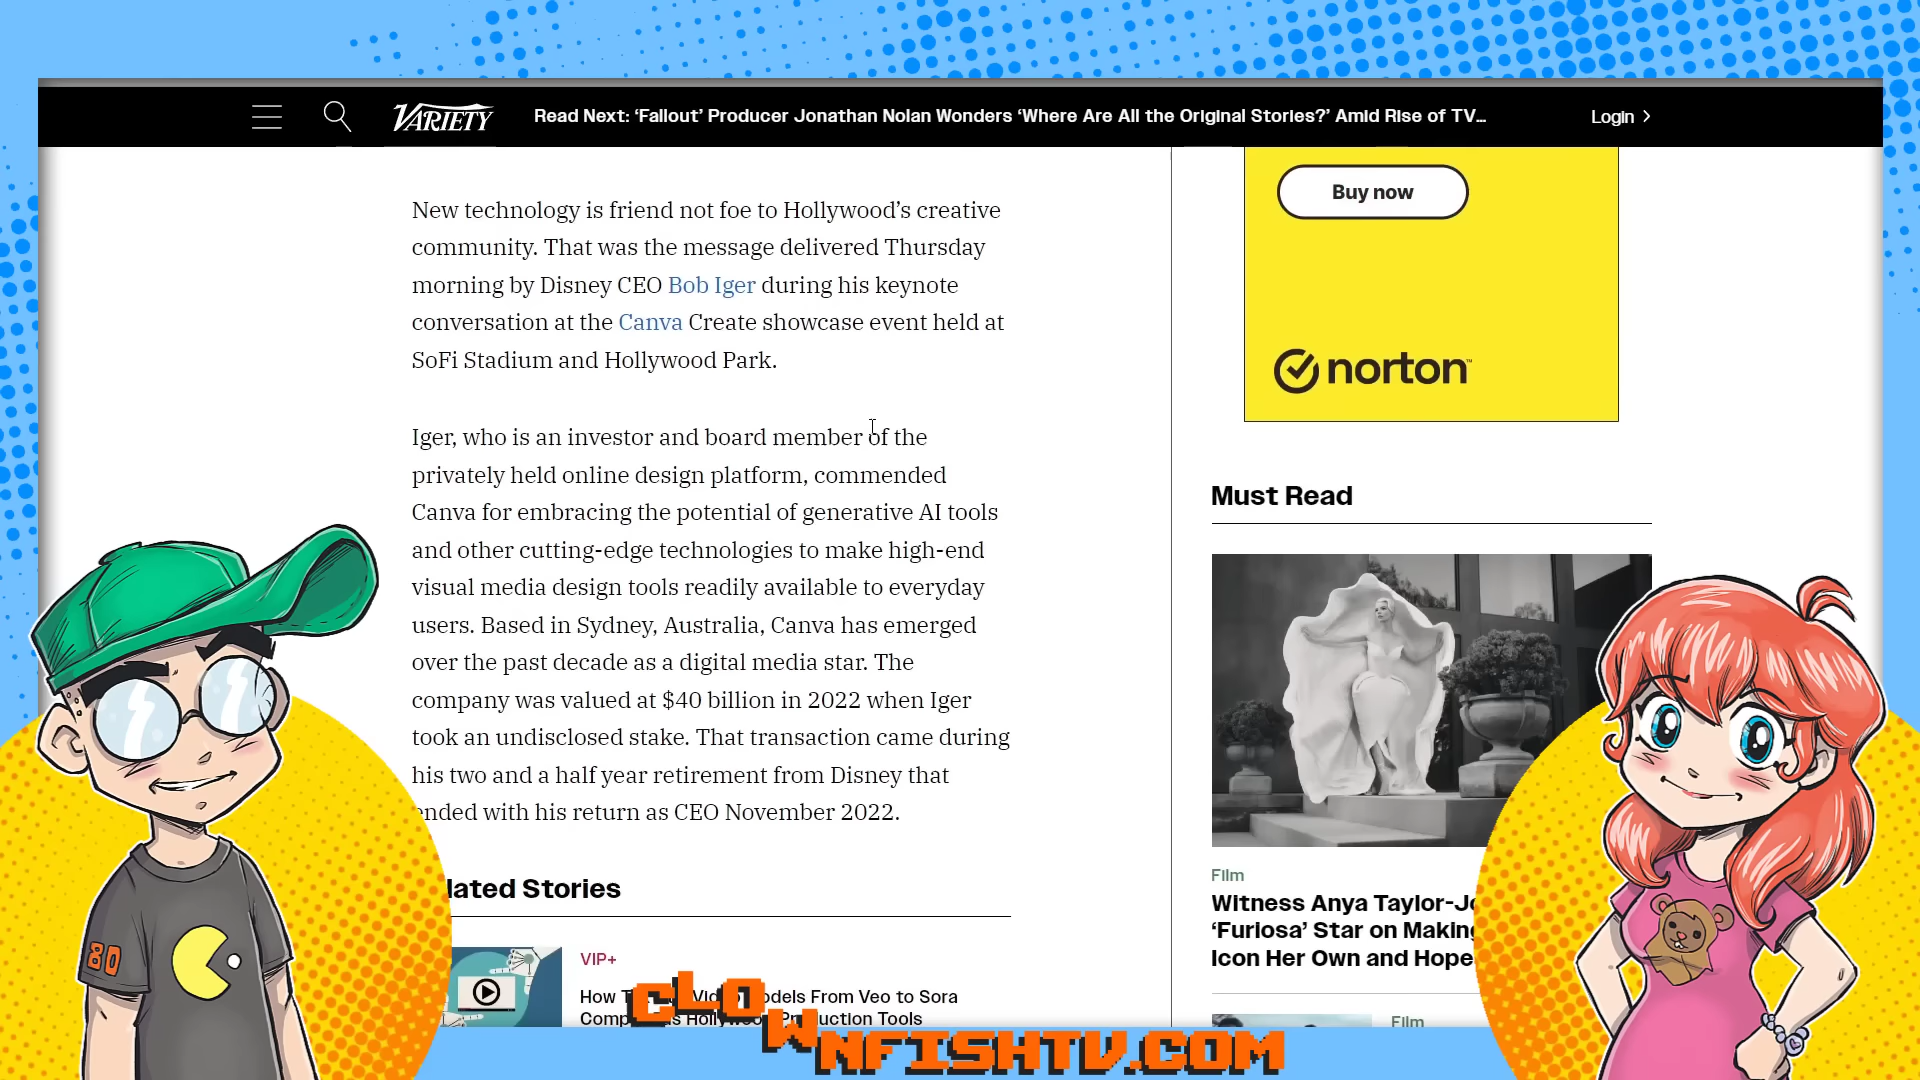 VARIETY
Read Next: ‘Fallout’ Producer Jonathan Nolan Wonders ‘Where Are All the Original Stories?’ Amid Rise of TV...
Login
New technology is friend not foe to Hollywood’s creative
community. That was the message delivered Thursday
morning by Disney CEO Bob Iger during his keynote
conversation at the Canva Create showcase event held at
SoFi Stadium and Hollywood Park.
Iger, who is an investor and board member of the
privately held online design platform, commended
Canva for embracing the potential of generative AI tools
and other cutting-edge technologies to make high-end
visual media design tools readily available to everyday
users. Based in Sydney, Australia, Canva has emerged
over the past decade as a digital media star. The
company was valued at $40 billion in 2022 when Iger
took an undisclosed stake. That transaction came during
his two and a half year retirement from Disney that
ended with his return as CEO November 2022.
lated Stories
VIP+
How Vi odels From Veo to Sora
Comp s Hollywoo Production Tools
Buy now
norton
Must Read
Film
Witness Anya Taylor-Jo
‘Furiosa’ Star on Making
Icon Her Own and Hope
Film
80
CLOWNFISHTV.COM